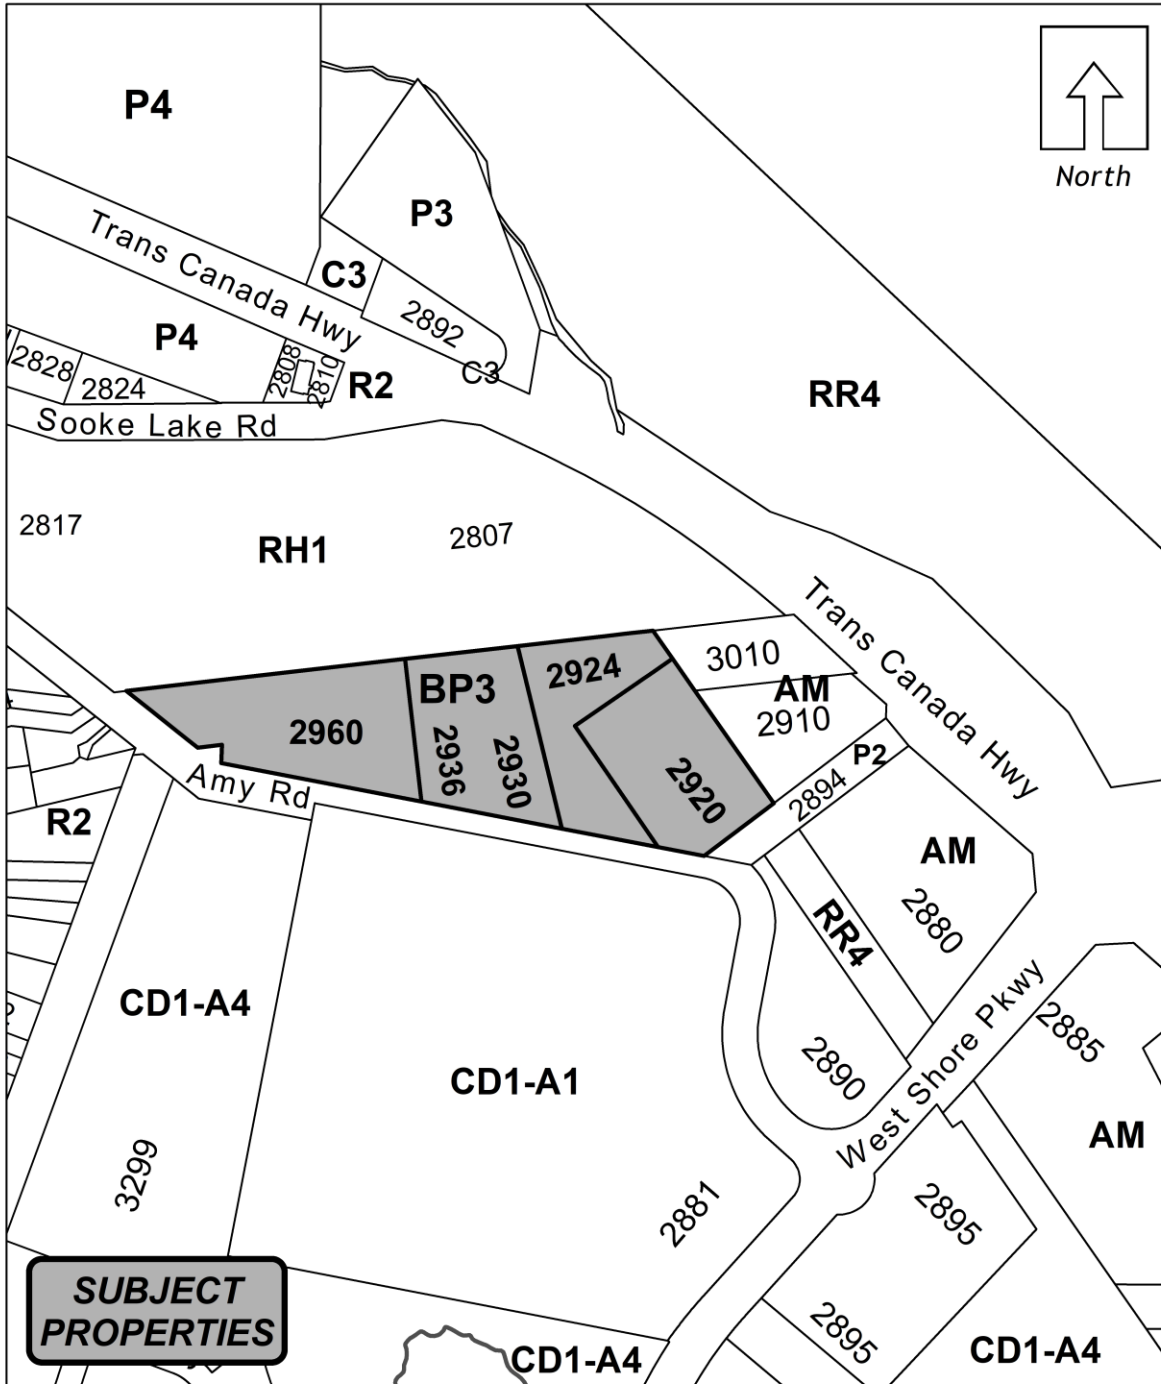 P4
North
P3
Trans Canada Hwy
C3
2892
P4
2828
2824
2808
2810
R2
C3
RR4
Sooke Lake Rd
2817
RH1
2807
Trans Canada Hwy
3010
AM
2910
2924
BP3
2960
2936
2930
2920
P2
2894
Amy Rd
R2
AM
2880
RR4
CD1-A4
CD1-A1
West Shore Pkwy
2885
2890
AM
3299
2881
2895
SUBJECT
PROPERTIES
2895
CD1-A4
CD1-A4